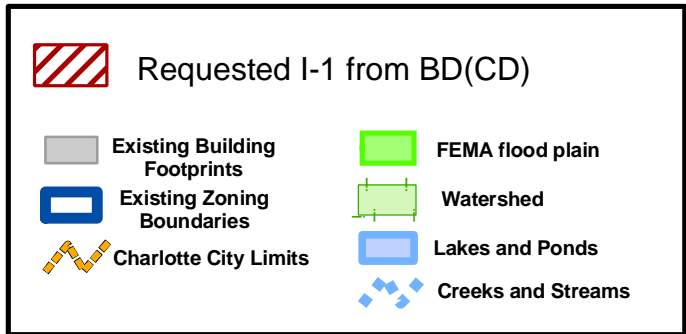 Requested I-1 from BD(CD)
Existing Building
Footprints
Existing Zoning
Boundaries
Charlotte City Limits
FEMA flood plain
Watershed
Lakes and Ponds
Creeks and Streams